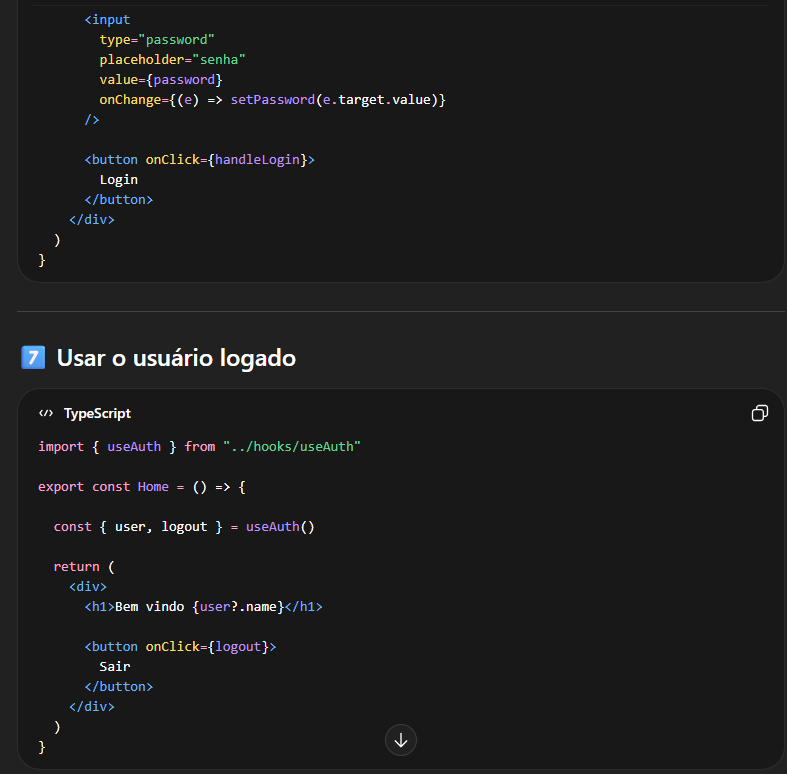 <input
type="password"
placeholder="senha"
value={password}
onChange={(e) => setPassword(e.target.value)}
/>
<button onClick={handleLogin}>
Login
</button>
</div>
)
}
7 Usar o usuário logado
</> TypeScript
import { useAuth } from "../hooks/useAuth"
export const Home = () => {
const { user, logout } = useAuth()
return (
<div>
<h1>Bem vindo {user?.name}</h1>
<button onClick={logout}>
Sair
</button>
</div>
)
}